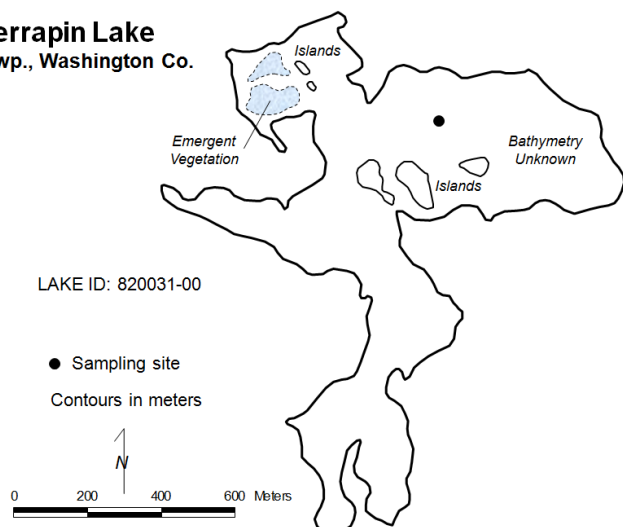 errapin Lake
wp., Washington Co.
Islands
Emergent
Vegetation
Bathymetry
Unknown
Islands
LAKE ID: 820031-00
Sampling site
Contours in meters
N
0 200 400 600 Meters